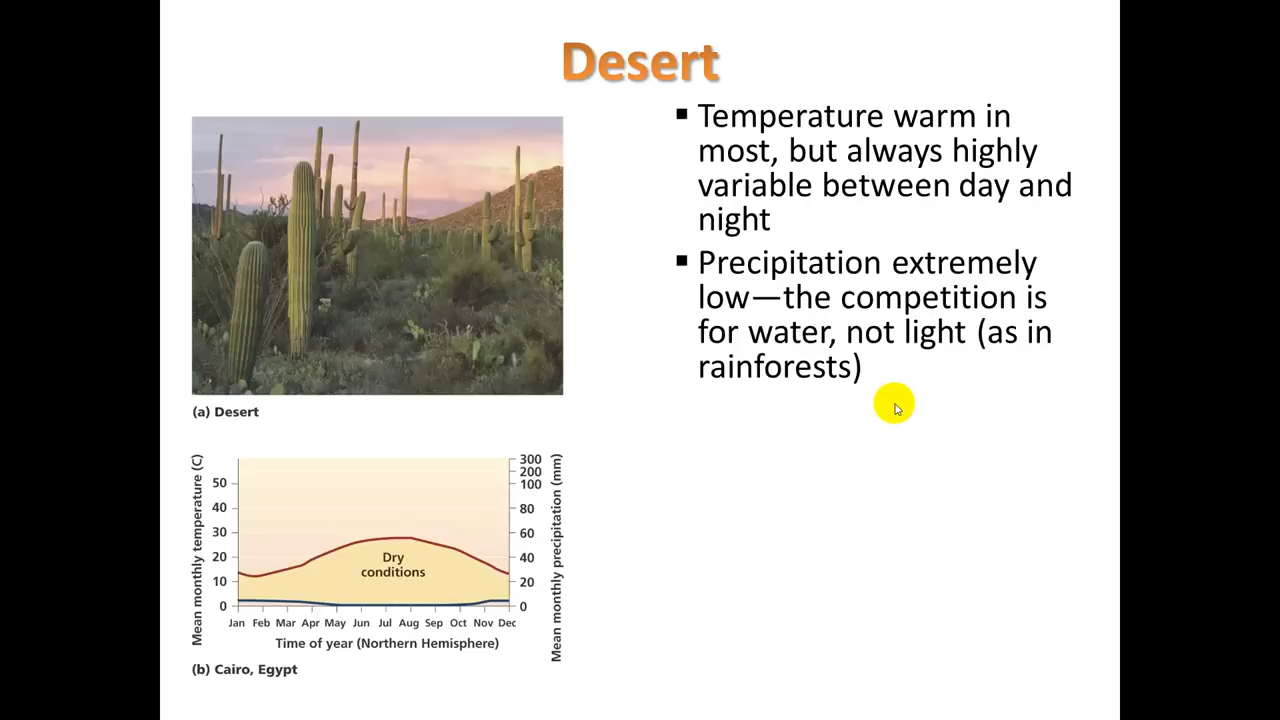 Desert
▪ Temperature warm in
most, but always highly
variable between day and
night
▪ Precipitation extremely
low—the competition is
for water, not light (as in
rainforests)
(a) Desert
Mean monthly temperature (C)
50
40
30
20
10
0
Dry
conditions
300
200
100
80
60
40
20
0
Mean monthly precipitation (mm)
Jan Feb Mar Apr May Jun Jul Aug Sep Oct Nov Dec
Time of year (Northern Hemisphere)
(b) Cairo, Egypt